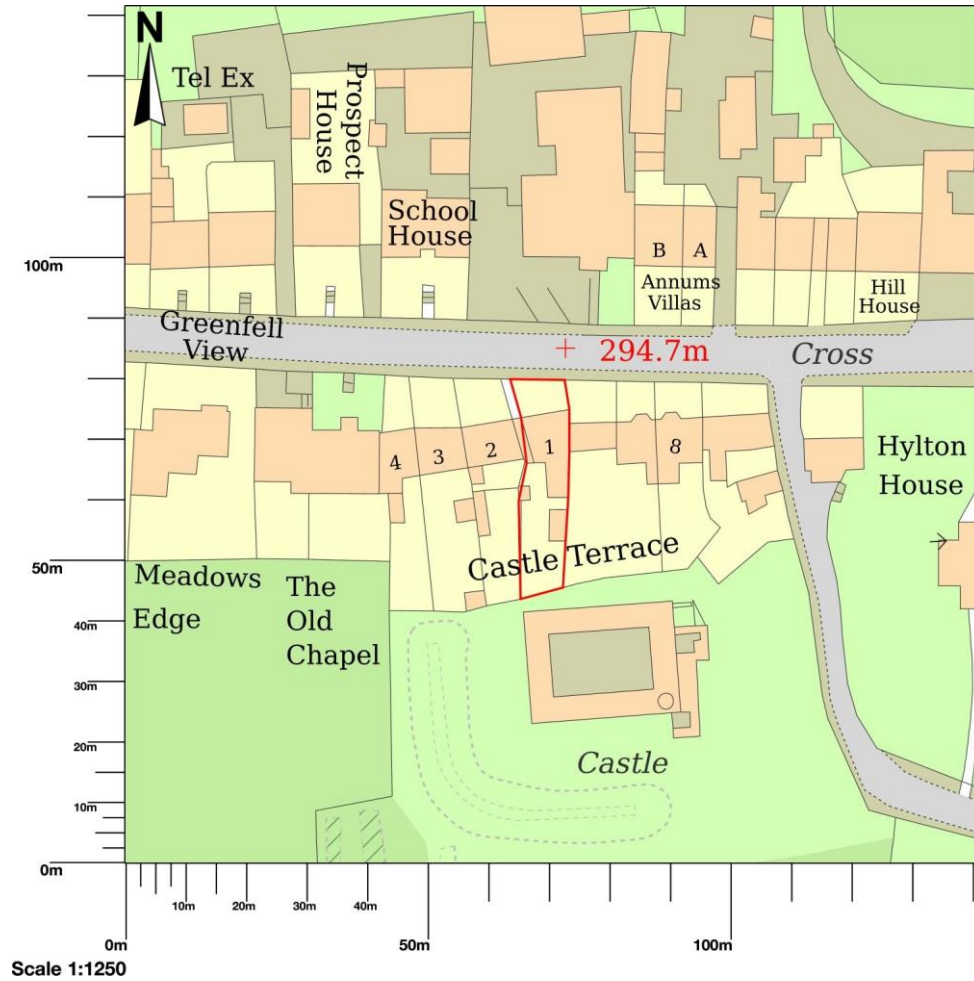 N
Tel Ex
Prospect
House
School
House
B
A
Annums
Villas
Hill
House
100m
Greenfell
View
294.7m
Cross
4
3
2
1
8
Hylton
House
50m
Castle Terrace
Meadows
Edge
The
Old
Chapel
40m
30m
20m
10m
0m
Castle
10m
20m
30m
40m
0m
50m
100m
Scale 1:1250